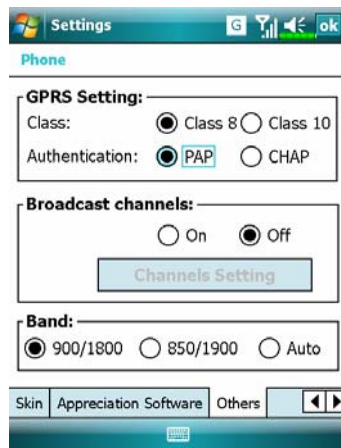 Settings G ok
Phone
GPRS Setting:
Class: Class 8 Class 10
Authentication: PAP CHAP
Broadcast channels:
On Off
Channels Setting
Band:
900/1800 850/1900 Auto
Skin Appreciation Software Others